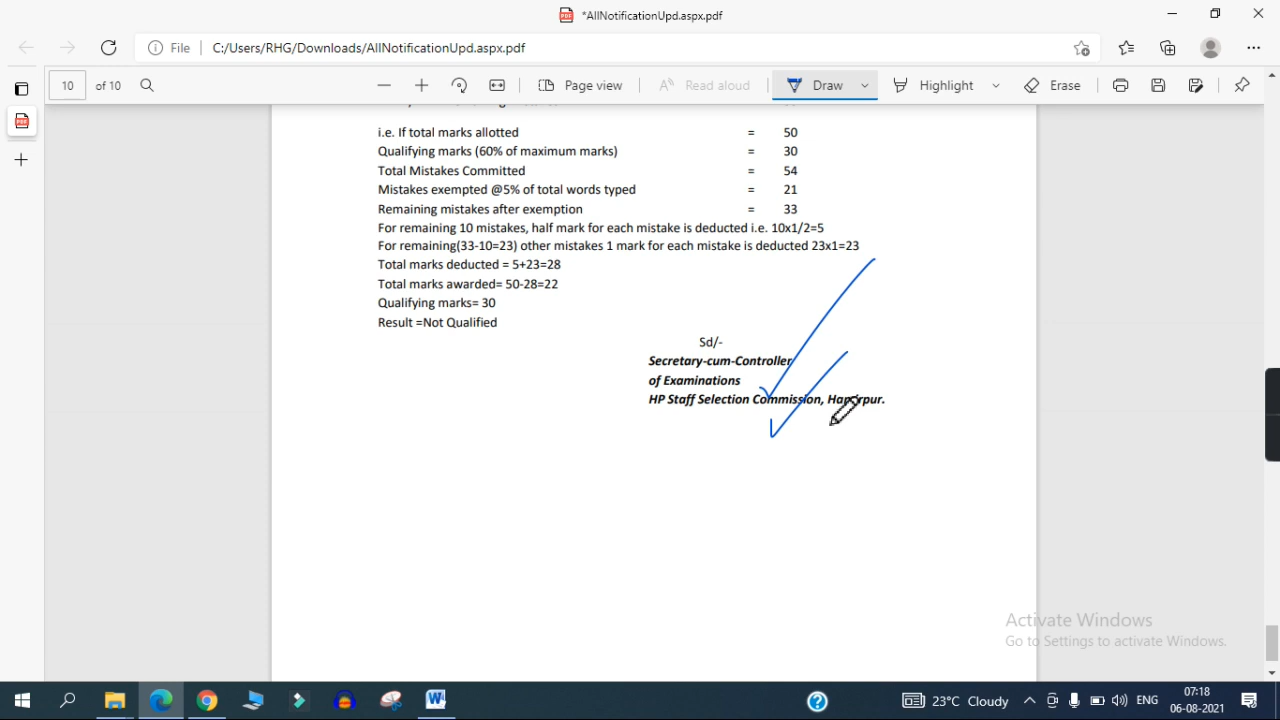 *AllNotificationUpd.aspx.pdf
File C:/Users/RHG/Downloads/AllNotificationUpd.aspx.pdf
10 of 10 Page view Read aloud Draw Highlight Erase
i.e. If total marks allotted = 50
Qualifying marks (60% of maximum marks) = 30
Total Mistakes Committed = 54
Mistakes exempted @5% of total words typed = 21
Remaining mistakes after exemption = 33
For remaining 10 mistakes, half mark for each mistake is deducted i.e. 10x1/2=5
For remaining(33-10=23) other mistakes 1 mark for each mistake is deducted 23x1=23
Total marks deducted = 5+23=28
Total marks awarded= 50-28=22
Qualifying marks= 30
Result =Not Qualified
Sd/-
Secretary-cum-Controller
of Examinations
HP Staff Selection Commission, Hamirpur.
Activate Windows
Go to Settings to activate Windows.
23°C Cloudy ENG 07:18
06-08-2021